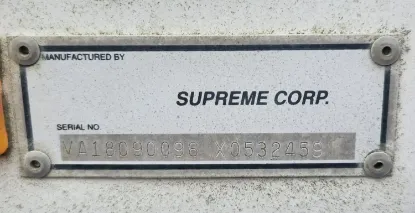 MANUFACTURED BY
SUPREME CORP.
SERIAL NO.